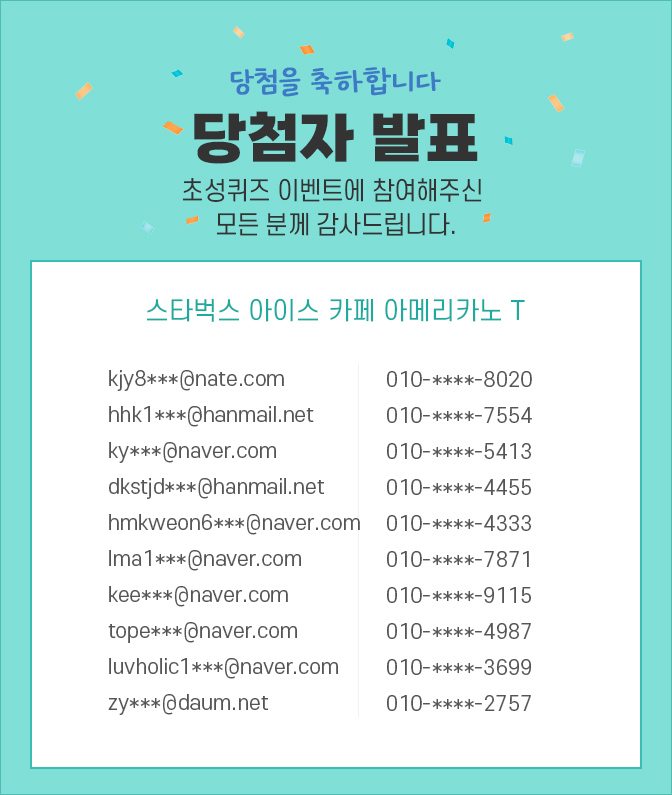 당첨을 축하합니다
당첨자 발표
초성퀴즈 이벤트에 참여해주신
모든 분께 감사드립니다.
스타벅스 아이스 카페 아메리카노 T
kjy8***@nate.com 010-****-8020
hhk1***@hanmail.net 010-****-7554
ky***@naver.com 010-****-5413
dkstjd***@hanmail.net 010-****-4455
hmkweon6***@naver.com 010-****-4333
lma1***@naver.com 010-****-7871
kee***@naver.com 010-****-9115
tope***@naver.com 010-****-4987
luvholic1***@naver.com 010-****-3699
zy***@daum.net 010-****-2757